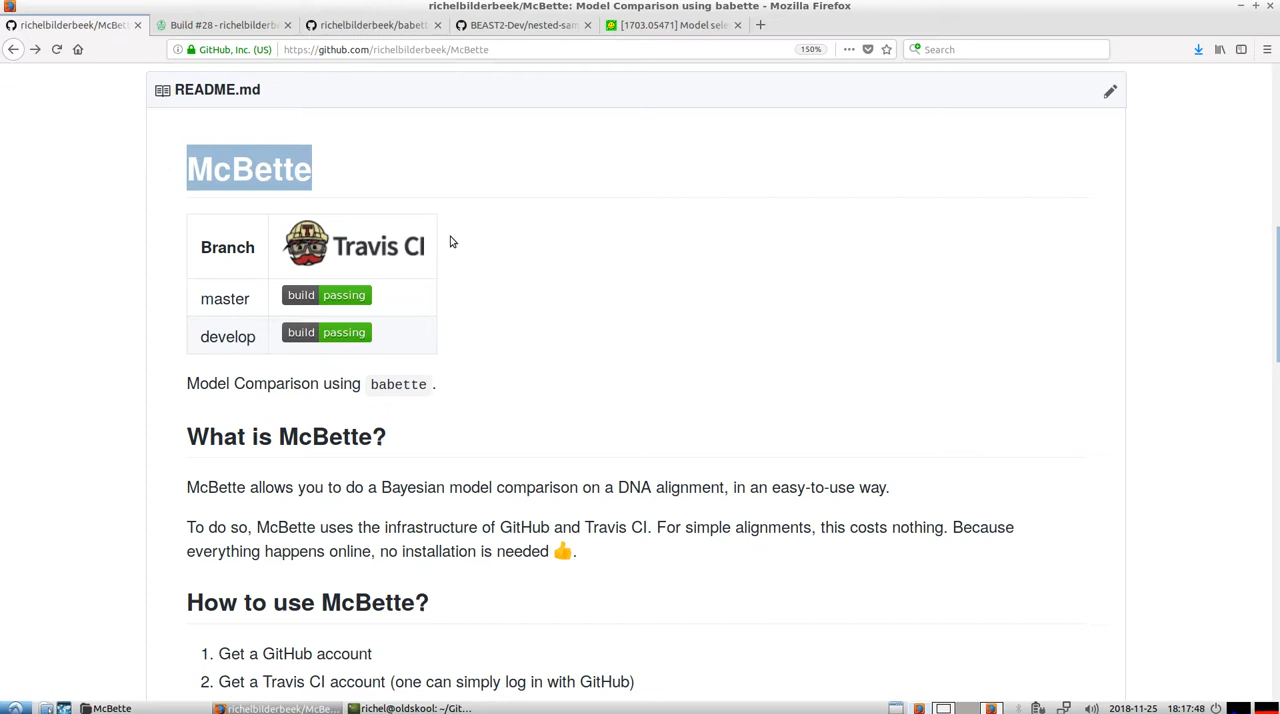 richelbilderbeek/McBette: Model Comparison using babette - Mozilla Firefox
richelbilderbeek/McBett
Build #28 - richelbilderb
richelbilderbeek/babett
BEAST2-Dev/nested-sam
[1703.05471] Model sele
GitHub, Inc. (US)
https://github.com/richelbilderbeek/McBette
150%
Search
README.md
McBette
Branch
Travis CI
master
build passing
develop
build passing
Model Comparison using babette.
What is McBette?
McBette allows you to do a Bayesian model comparison on a DNA alignment, in an easy-to-use way.
To do so, McBette uses the infrastructure of GitHub and Travis CI. For simple alignments, this costs nothing. Because
everything happens online, no installation is needed 👍.
How to use McBette?
1. Get a GitHub account
2. Get a Travis CI account (one can simply log in with GitHub)
McBette
richelbilderbeek/McBe...
richel@oldskool: ~/Git...
2018-11-25
18:17:48